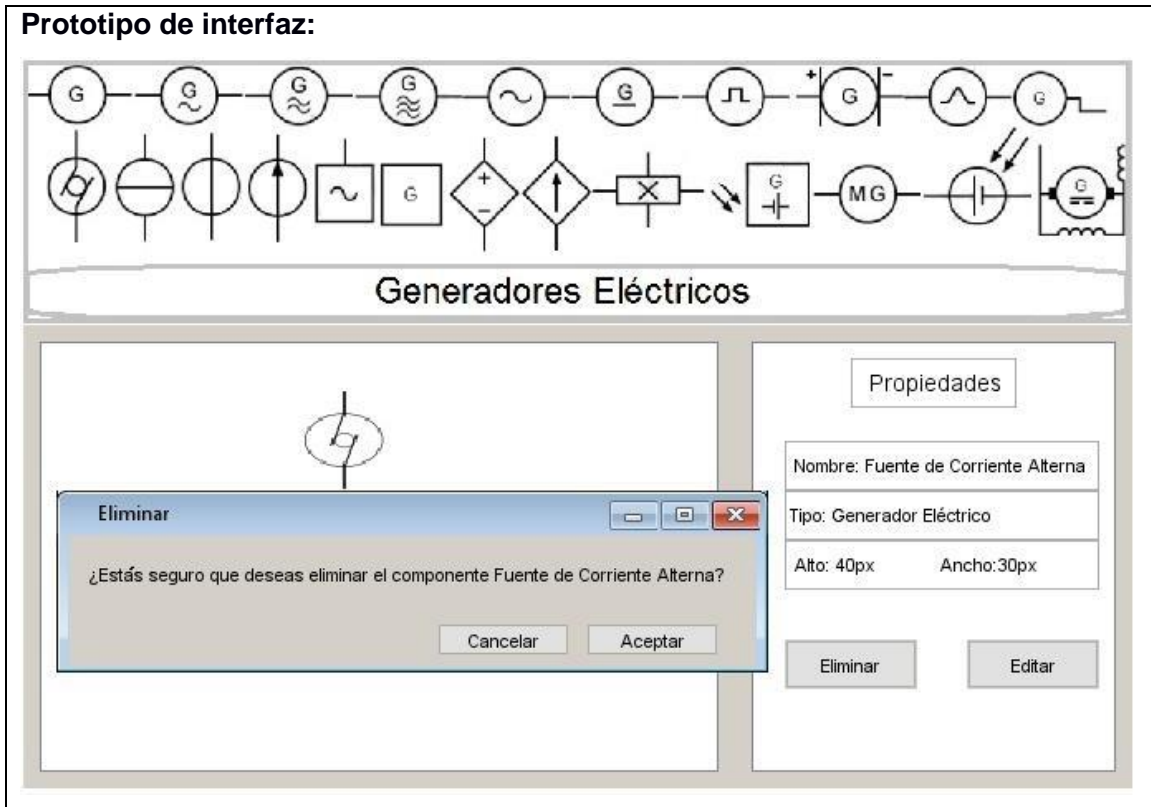 Prototipo de interfaz:
G G G G G G G
+ -
G G MG G
+
-
Generadores Eléctricos
Propiedades
Nombre: Fuente de Corriente Alterna
Tipo: Generador Eléctrico
Alto: 40px Ancho:30px
Eliminar
¿Estás seguro que deseas eliminar el componente Fuente de Corriente Alterna?
Cancelar Aceptar
Eliminar Editar